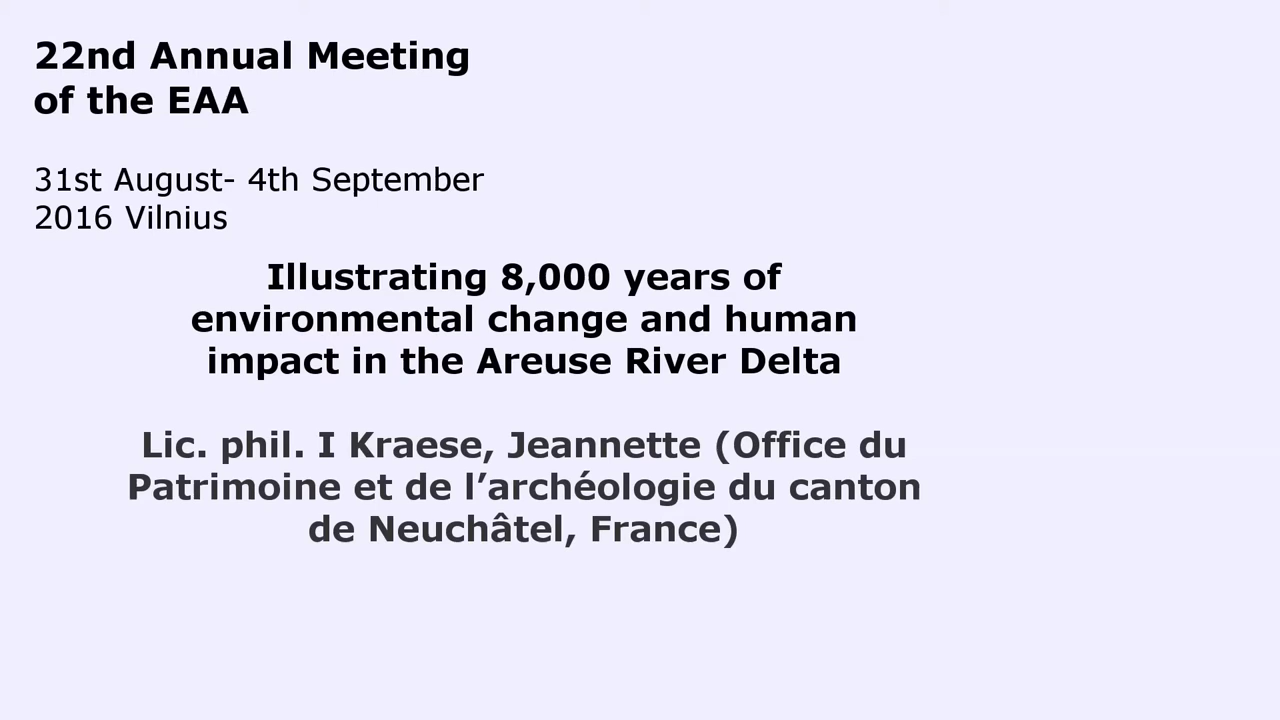 22nd Annual Meeting
of the EAA
31st August- 4th September
2016 Vilnius
Illustrating 8,000 years of
environmental change and human
impact in the Areuse River Delta
Lic. phil. I Kraese, Jeannette (Office du
Patrimoine et de l’archéologie du canton
de Neuchâtel, France)